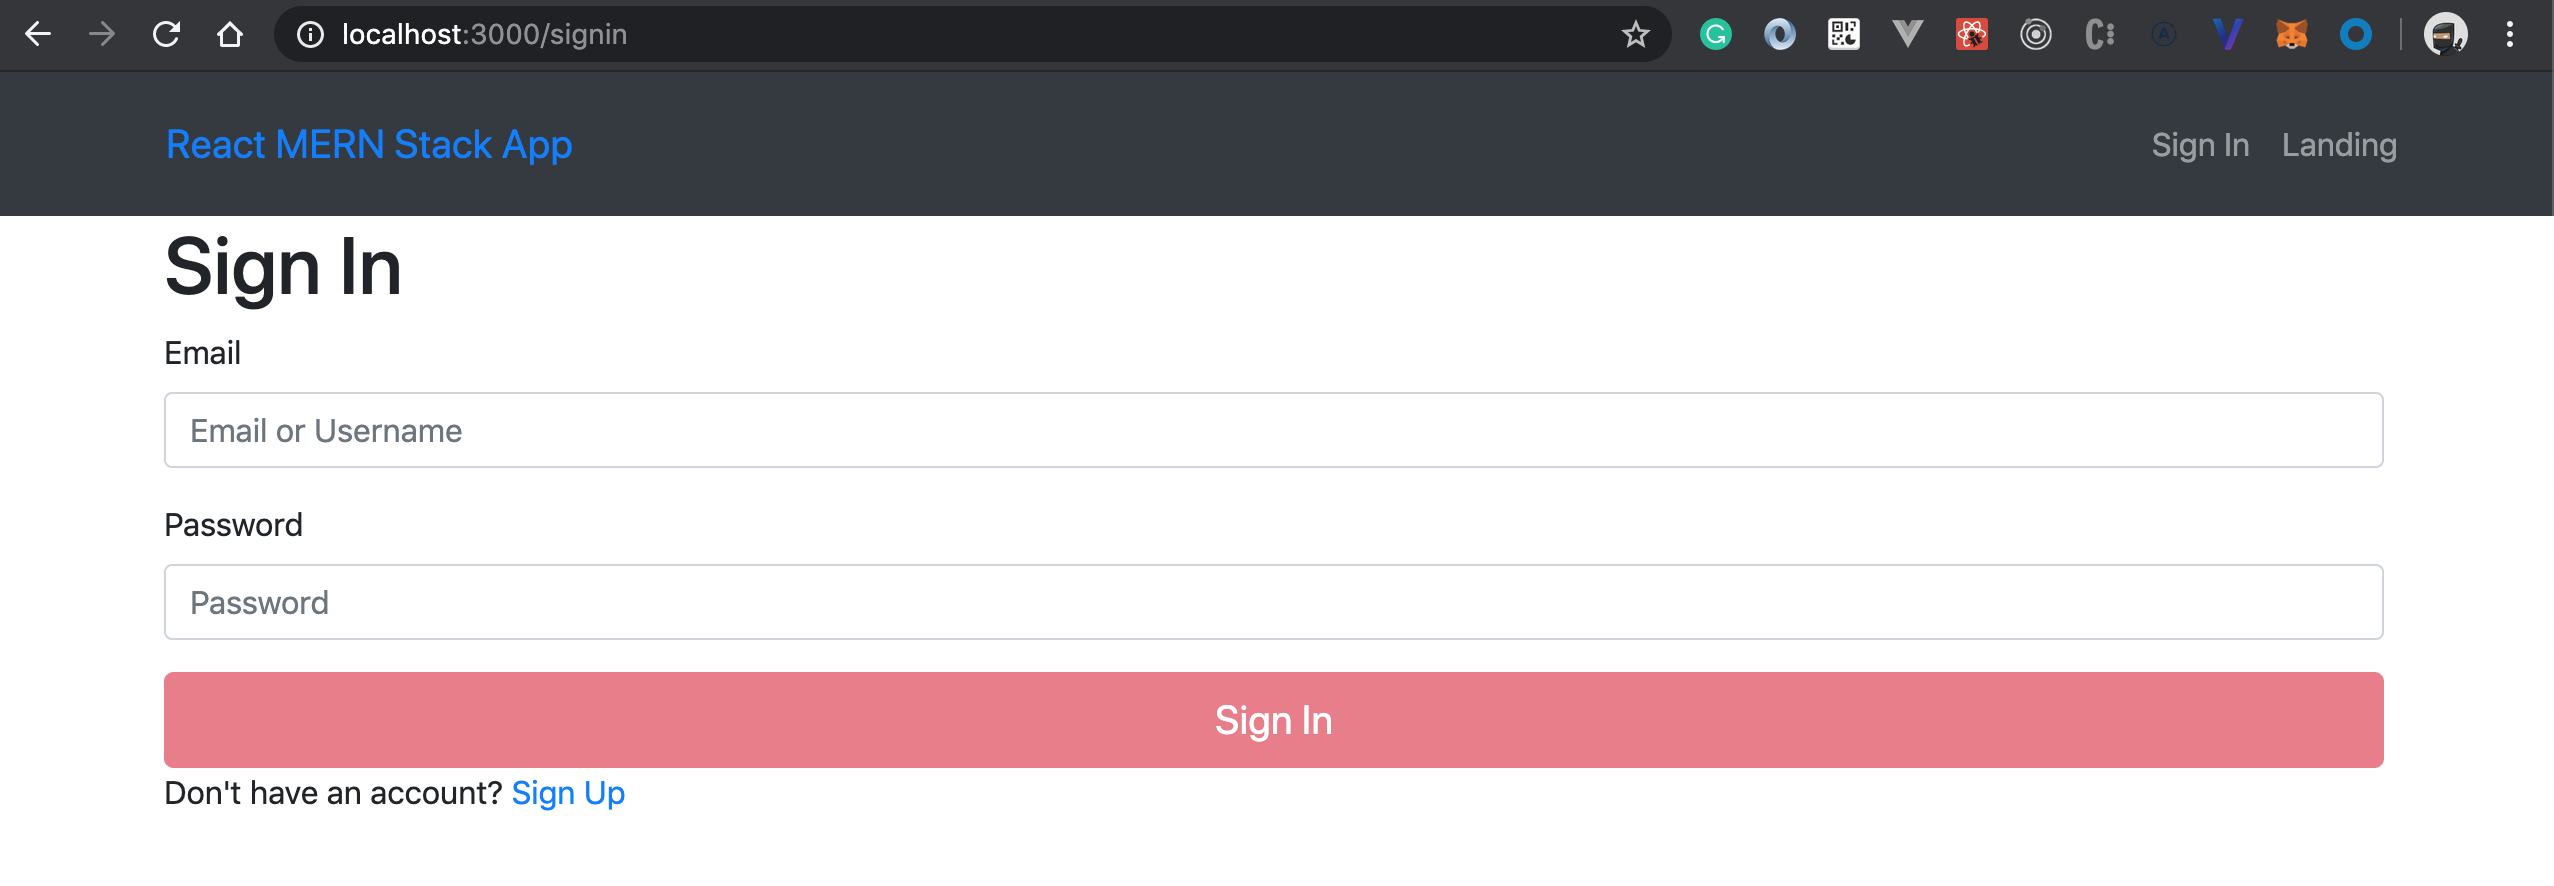 localhost:3000/signin
React MERN Stack App
Sign In Landing
Sign In
Email
Email or Username
Password
Password
Sign In
Don't have an account? Sign Up